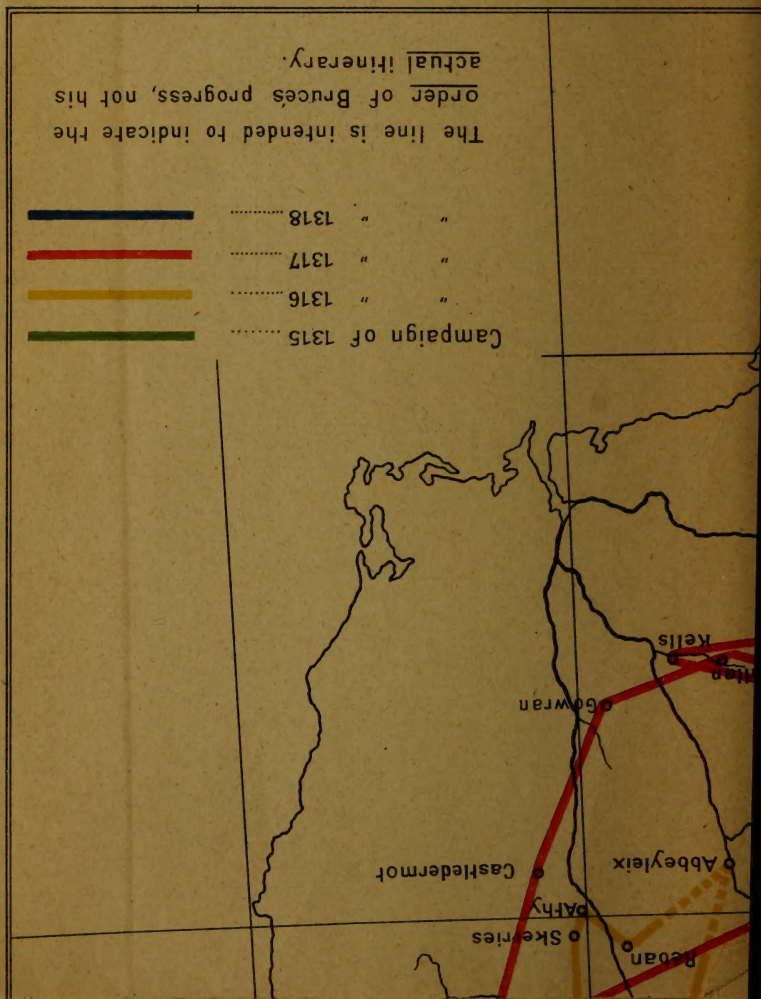 Reban
Skerries
Athy
Castledermot
Abbeyleix
Gowran
Kells
Campaign of 1315 ........
" " 1316 ........
" " 1317 ........
" " 1318 ........
The line is intended to indicate the
order of Bruce's progress, not his
actual itinerary.